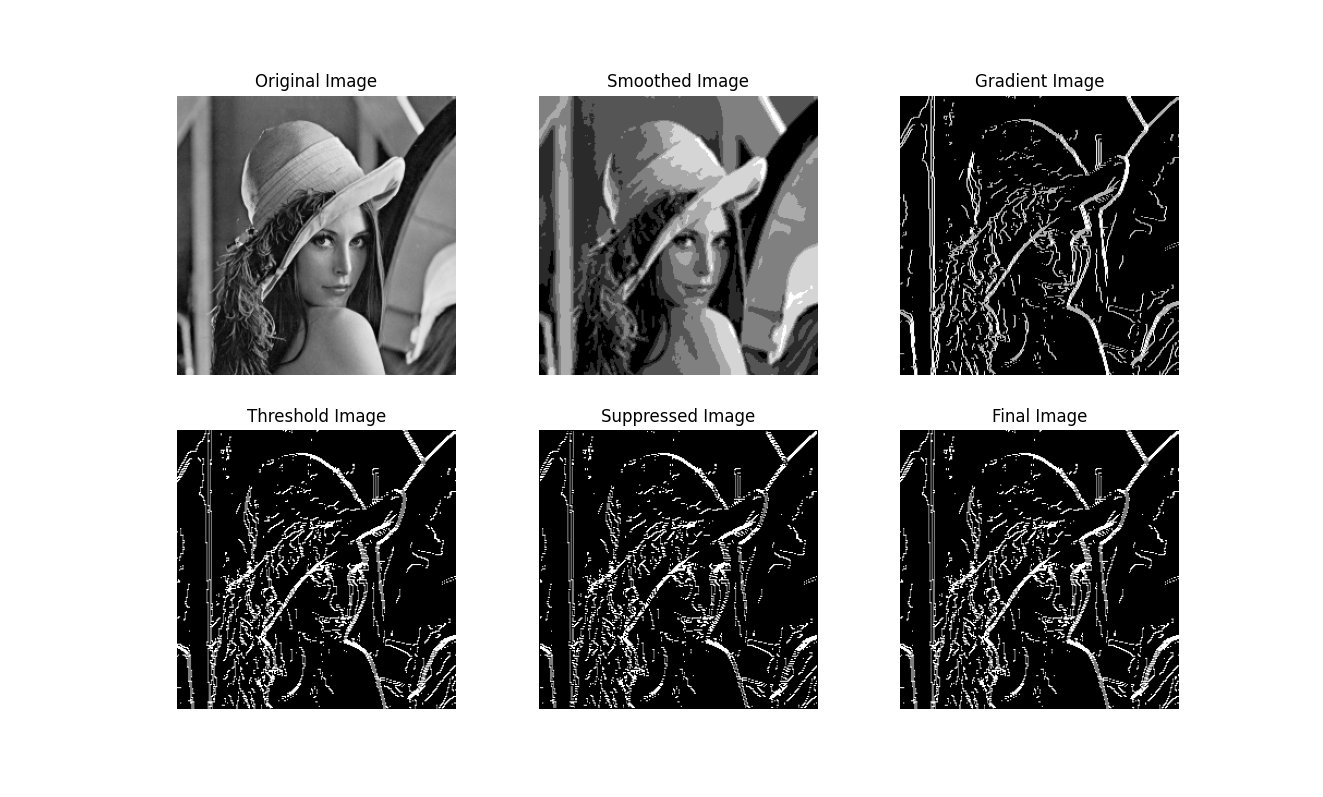 Original Image
Smoothed Image
Gradient Image
Threshold Image
Suppressed Image
Final Image